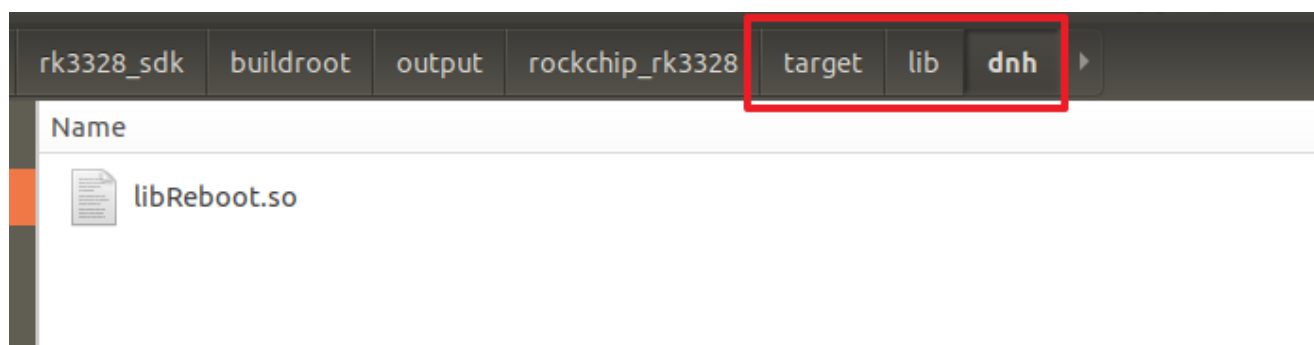 rk3328_sdk buildroot output rockchip_rk3328 target lib dnh
Name
libReboot.so